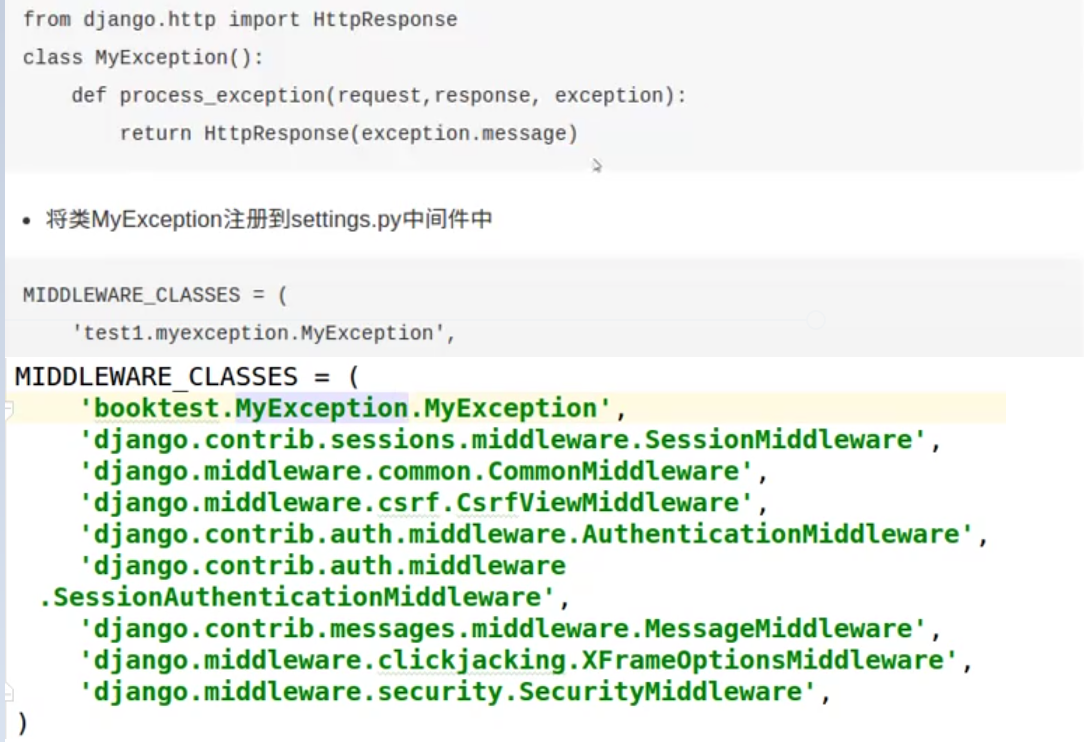 from django.http import HttpResponse
class MyException():
    def process_exception(request,response, exception):
        return HttpResponse(exception.message)
• 将类MyException注册到settings.py中间件中
MIDDLEWARE_CLASSES = (
    'test1.myexception.MyException',
MIDDLEWARE_CLASSES = (
    'booktest.MyException.MyException',
    'django.contrib.sessions.middleware.SessionMiddleware',
    'django.middleware.common.CommonMiddleware',
    'django.middleware.csrf.CsrfViewMiddleware',
    'django.contrib.auth.middleware.AuthenticationMiddleware',
    'django.contrib.auth.middleware
.SessionAuthenticationMiddleware',
    'django.contrib.messages.middleware.MessageMiddleware',
    'django.middleware.clickjacking.XFrameOptionsMiddleware',
    'django.middleware.security.SecurityMiddleware',
)